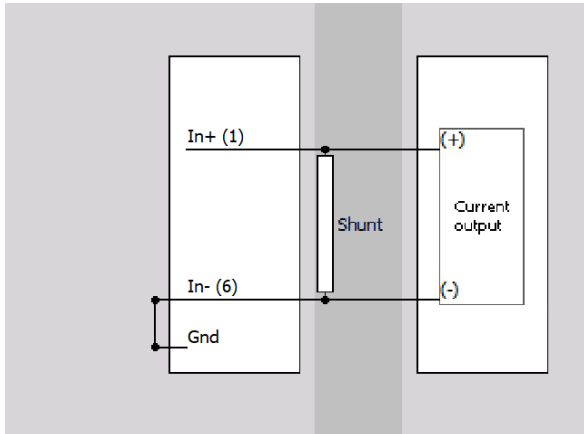 In+ (1)
(+)
Shunt
Current
output
In- (6)
(-)
Gnd